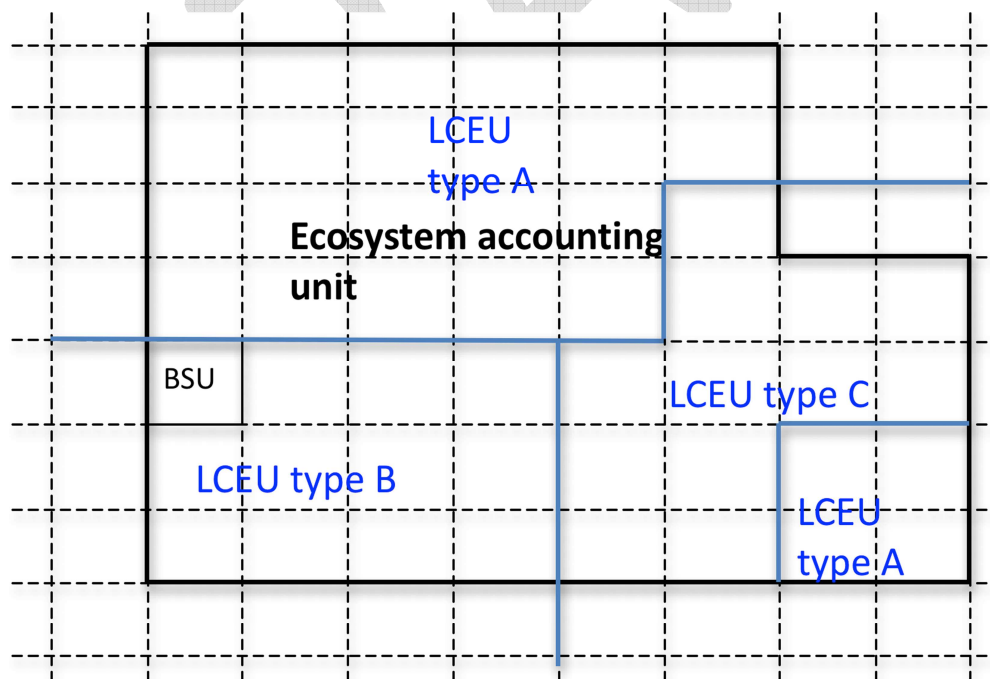 LCEU
type A
Ecosystem accounting
unit
BSU
LCEU type C
LCEU type B
LCEU
type A